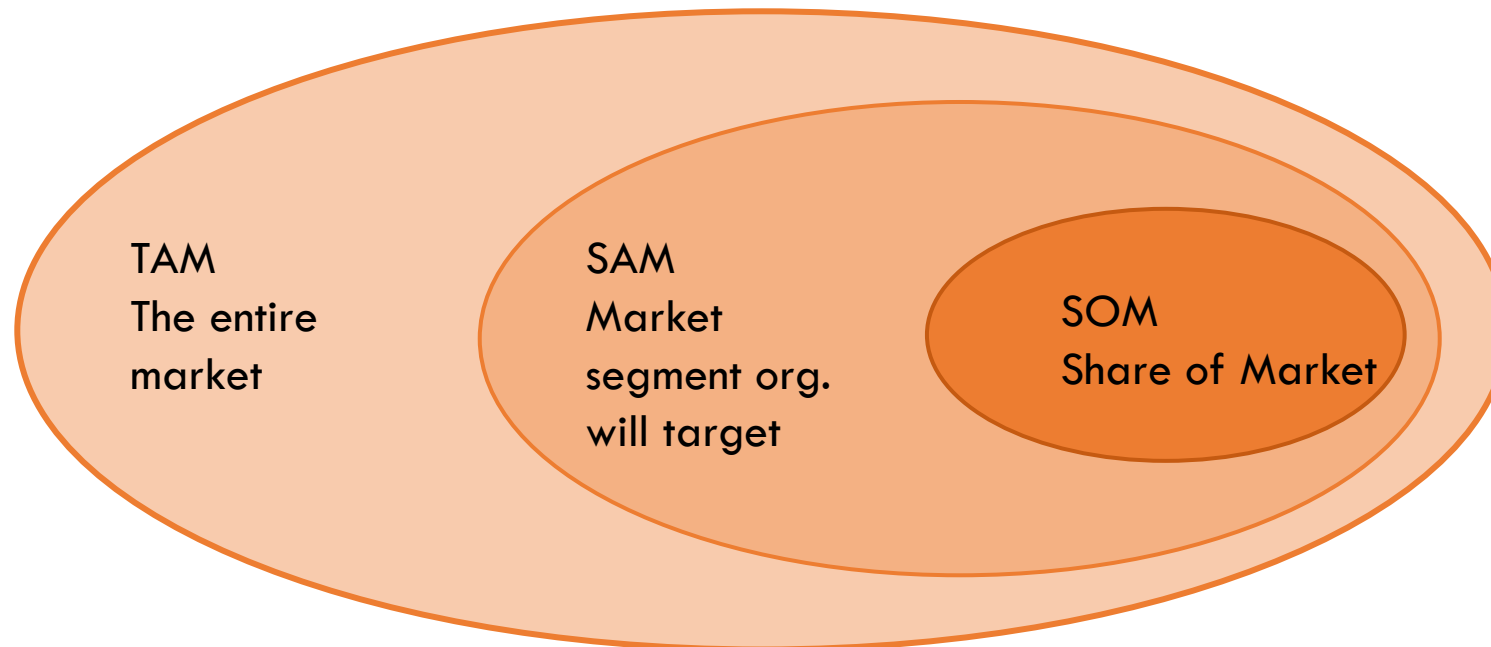 TAM
The entire
market
SAM
Market
segment org.
will target
SOM
Share of Market